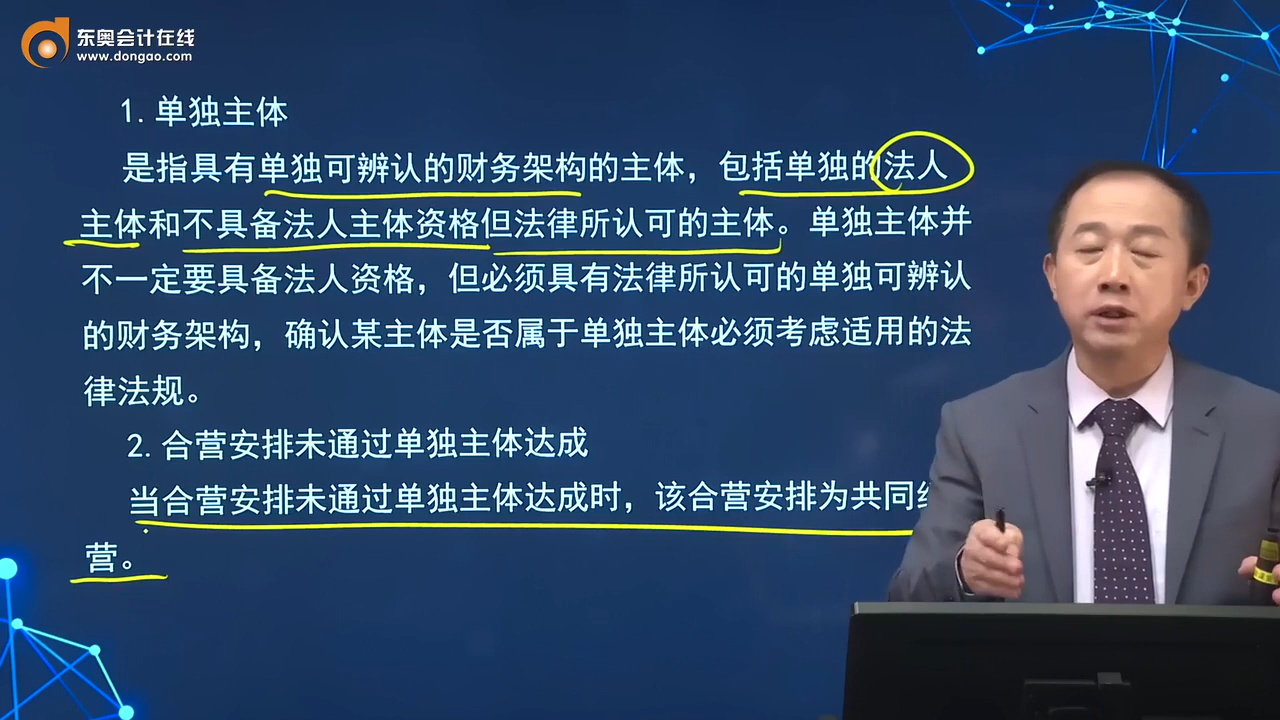 东奥会计在线
www.dongao.com
1.单独主体
是指具有单独可辨认的财务架构的主体，包括单独的法人
主体和不具备法人主体资格但法律所认可的主体。单独主体并
不一定要具备法人资格，但必须具有法律所认可的单独可辨认
的财务架构，确认某主体是否属于单独主体必须考虑适用的法
律法规。
2.合营安排未通过单独主体达成
当合营安排未通过单独主体达成时，该合营安排为共同
营。